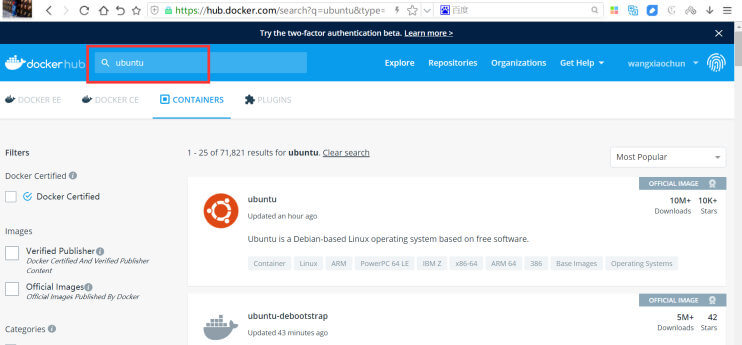 https://hub.docker.com/search?q=ubuntu&type=
百度
Try the two-factor authentication beta. Learn more >
dockerhub
ubuntu
Explore Repositories Organizations Get Help wangxiaochun
DOCKER EE DOCKER CE CONTAINERS PLUGINS
Filters
1 - 25 of 71,821 results for ubuntu. Clear search
Most Popular
Docker Certified
Docker Certified
Images
Verified Publisher
Docker Certified And Verified Publisher
Content
Official Images
Official Images Published By Docker
Categories
OFFICIAL IMAGE
ubuntu
Updated an hour ago
10M+ 10K+
Downloads Stars
Ubuntu is a Debian-based Linux operating system based on free software.
Container Linux ARM PowerPC 64 LE IBM Z x86-64 ARM 64 386 Base Images Operating Systems
OFFICIAL IMAGE
ubuntu-debootstrap
Updated 43 minutes ago
5M+ 42
Downloads Stars